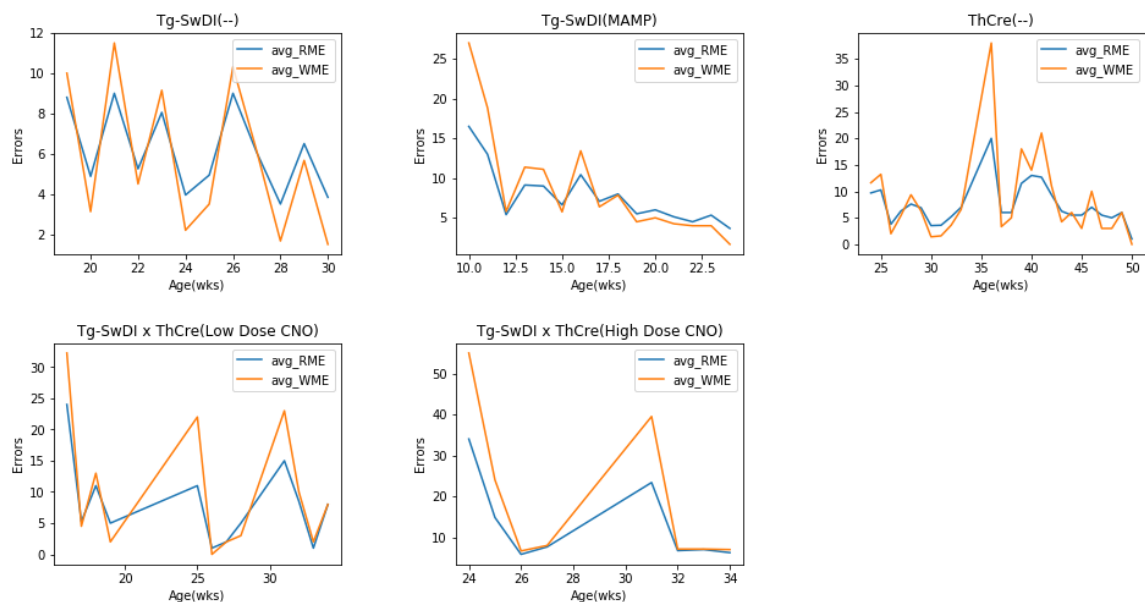 Tg-SwDI(--)
12
10
8
6
4
2
Errors
avg_RME
avg_WME
20
22
24
26
28
30
Age(wks)
Tg-SwDI(MAMP)
25
20
15
10
5
Errors
avg_RME
avg_WME
10.0
12.5
15.0
17.5
20.0
22.5
Age(wks)
ThCre(--)
35
30
25
20
15
10
5
0
Errors
avg_RME
avg_WME
25
30
35
40
45
50
Age(wks)
Tg-SwDI x ThCre(Low Dose CNO)
30
25
20
15
10
5
0
Errors
avg_RME
avg_WME
20
25
30
Age(wks)
Tg-SwDI x ThCre(High Dose CNO)
50
40
30
20
10
Errors
avg_RME
avg_WME
24
26
28
30
32
34
Age(wks)